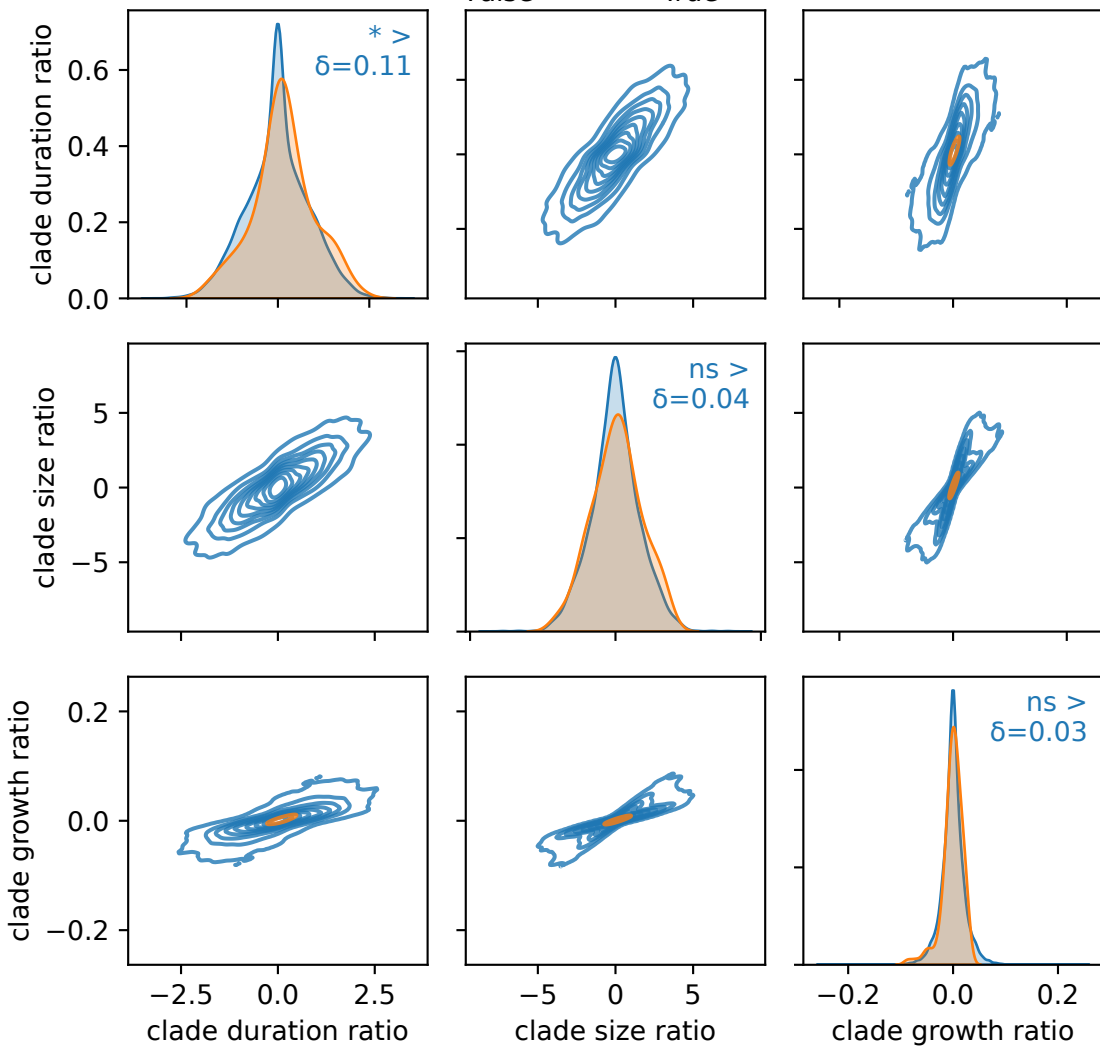 clade duration ratio
0.6
0.4
0.2
0.0
* >
δ=0.11
clade size ratio
5
0
−5
ns >
δ=0.04
clade growth ratio
0.2
0.0
−0.2
ns >
δ=0.03
−2.5 0.0 2.5
−5 0 5
−0.2 0.0 0.2
clade duration ratio
clade size ratio
clade growth ratio